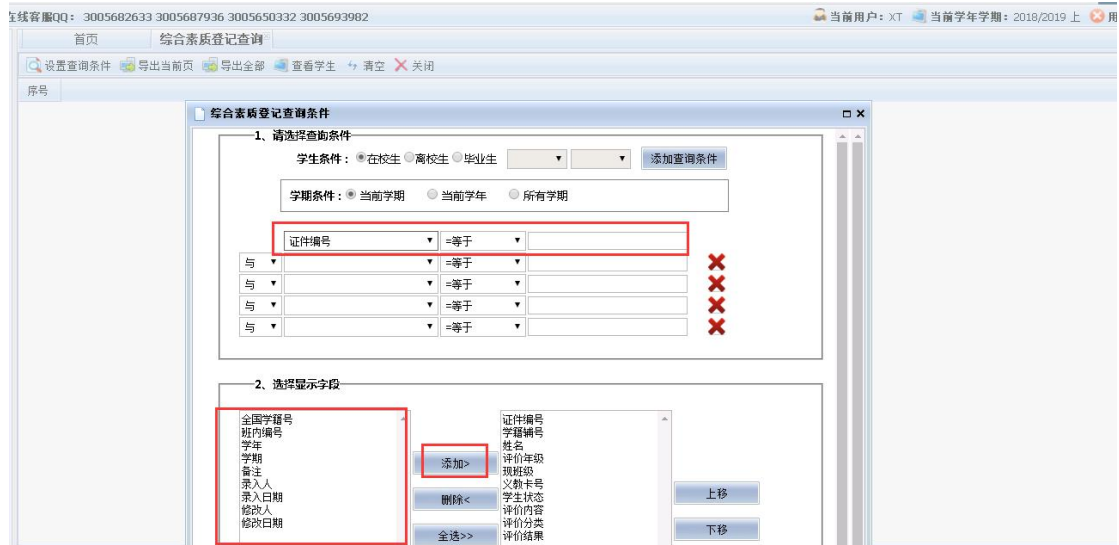 在线客服QQ: 3005682633 3005687936 3005650332 3005693982 当前用户: XT 当前学年学期: 2018/2019 上 用
首页 综合素质登记查询
设置查询条件 导出当前页 导出全部 查看学生 清空 关闭
序号
综合素质登记查询条件
1、请选择查询条件
学生条件: 在校生 离校生 毕业生 添加查询条件
学期条件: 当前学期 当前学年 所有学期
证件编号 =等于
与 =等于
与 =等于
与 =等于
与 =等于
2、选择显示字段
全国学籍号
班内编号
学年
学期
备注
录入人
录入日期
修改人
修改日期
添加>
删除<
全选>>
证件编号
学籍辅号
姓名
评价年级
现班级
义教卡号
学生状态
评价内容
评价分类
评价结果
上移
下移